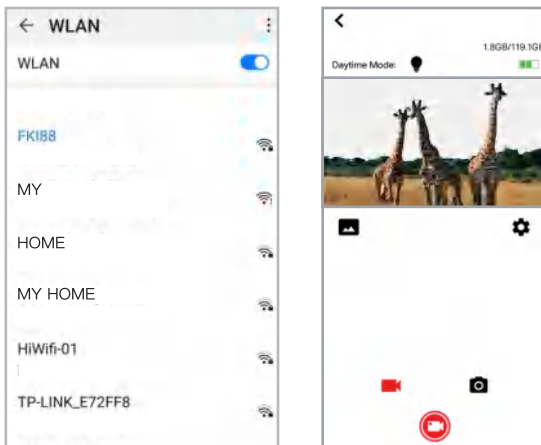 WLAN
WLAN
FKI88
MY
HOME
MY HOME
HiWifi-01
TP-LINK_E72FF8
1.8GB/119.1GB
Daytime Mode: